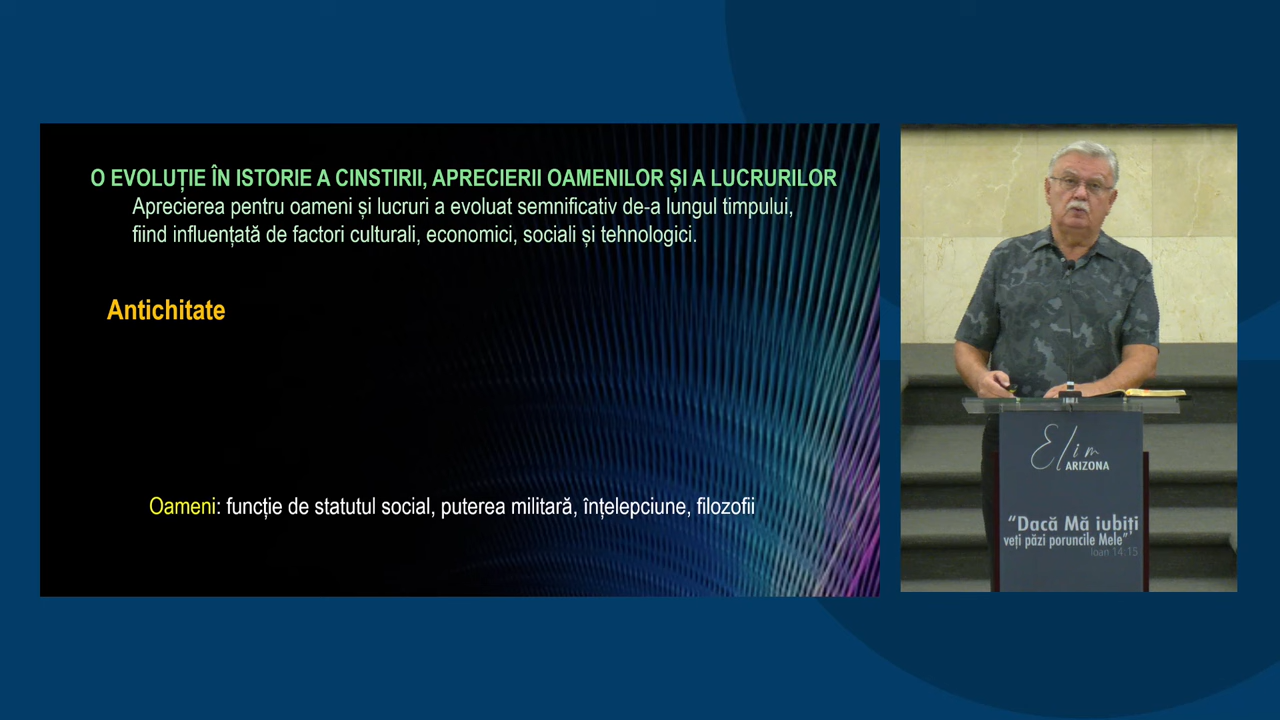 O EVOLUȚIE ÎN ISTORIE A CINSTIRII, APRECIERII OAMENILOR ȘI A LUCRURILOR
Aprecierea pentru oameni și lucruri a evoluat semnificativ de-a lungul timpului,
fiind influențată de factori culturali, economici, sociali și tehnologici.
Antichitate
Oameni: funcție de statutul social, puterea militară, înțelepciune, filozofii
Elim
ARIZONA
“Dacă Mă iubiți
veți păzi poruncile Mele”
Ioan 14:15